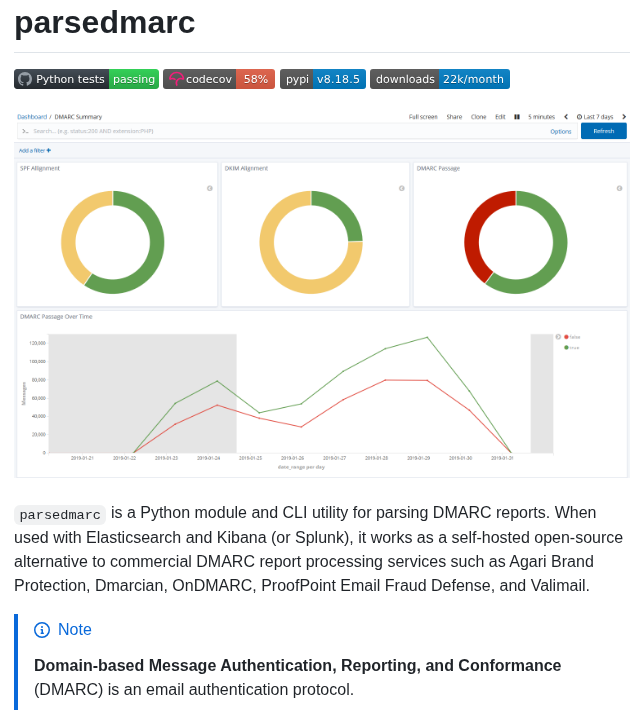 parsedmarc
Python tests passing codecov 58% pypi v8.18.5 downloads 22k/month
Dashboard / DMARC Summary Full screen Share Clone Edit 5 minutes Last 7 days
>_ Search... (e.g. status:200 AND extension:PHP) Options Refresh
Add a filter +
SPF Allignment DKIM Alignment DMARC Passage
DMARC Passage Over Time
false
true
120,000
100,000
80,000
60,000
40,000
20,000
0
Messages
2019-01-21 2019-01-22 2019-01-23 2019-01-24 2019-01-25 2019-01-26 2019-01-27 2019-01-28 2019-01-29 2019-01-30 2019-01-31
date_range per day
parsedmarc is a Python module and CLI utility for parsing DMARC reports. When
used with Elasticsearch and Kibana (or Splunk), it works as a self-hosted open-source
alternative to commercial DMARC report processing services such as Agari Brand
Protection, Dmarcian, OnDMARC, ProofPoint Email Fraud Defense, and Valimail.
Note
Domain-based Message Authentication, Reporting, and Conformance
(DMARC) is an email authentication protocol.